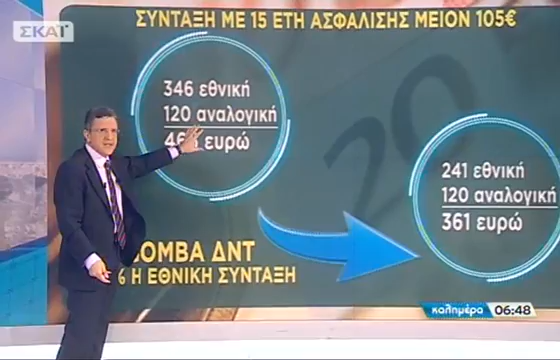 ΣΚΑΪ
ΣΥΝΤΑΞΗ ΜΕ 15 ΕΤΗ ΑΣΦΑΛΙΣΗΣ ΜΕΙΟΝ 105€
346 εθνική
120 αναλογική
ευρώ
241 εθνική
120 αναλογική
361 ευρώ
ΔΝΤ
Η ΕΘΝΙΚΗ ΣΥΝΤΑΞΗ
καλημέρα 06:48